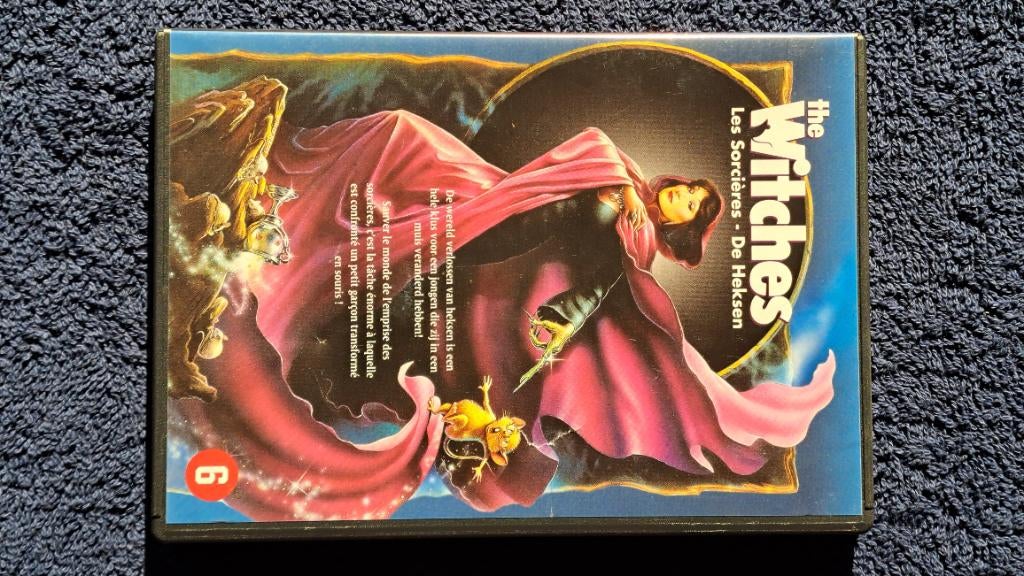 the
Witches
Les Sorcières - De Heksen
De wereld verlossen van heksen is een
hele klus voor een jongen die zij in een
muis veranderd hebben!
Sauver le monde de l'emprise des
sorcières, c'est la tâche énorme à laquelle
est confronté un petit garçon transformé
en souris !
6